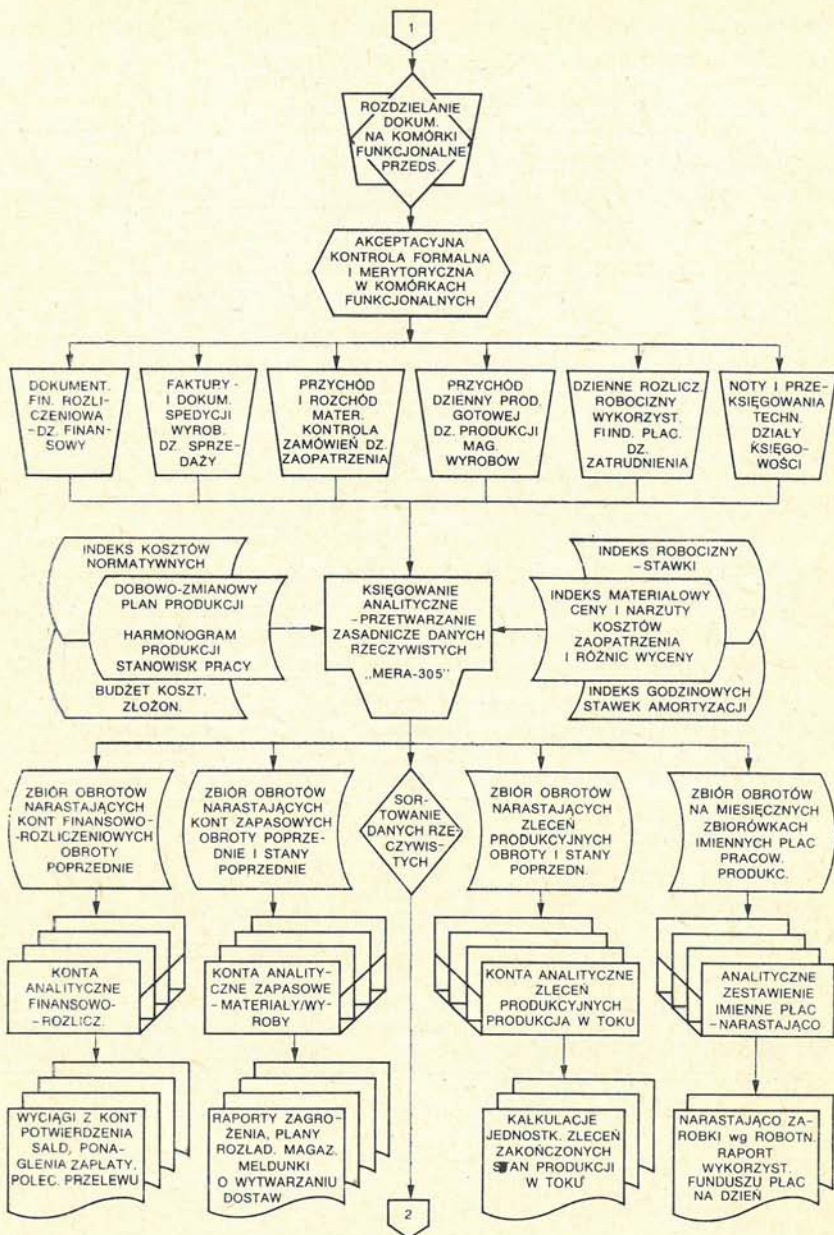 1
ROZDZIELANIE
DOKUM.
NA KOMÓRKI
FUNKCJONALNE
PRZEDS.
AKCEPTACYJNA
KONTROLA FORMALNA
I MERYTORYCZNA
W KOMÓRKACH
FUNKCJONALNYCH
DOKUMENT.
FIN. ROZLI-
CZENIOWA
-DZ. FINAN-
SOWY
FAKTURY -
I DOKUM.
SPEDYCJI
WYROB.
DZ. SPRZE-
DAŻY
PRZYCHÓD
I ROZCHÓD
MATER.
KONTROLA
ZAMÓWIEŃ DZ.
ZAOPATRZENIA
PRZYCHÓD
DZIENNY PROD.
GOTOWEJ
DZ. PRODUKCJI
MAG.
WYROBÓW
DZIENNE ROZLICZ.
ROBOCIZNY
WYKORZYST.
FUND. PŁAC.
DZ.
ZATRUDNIENIA
NOTY I PRZE-
KSIĘGOWANIA
TECHN.
DZIAŁY
KSIĘGO-
WOŚCI
INDEKS KOSZTÓW
NORMATYWNYCH
DOBOWO-ZMIANOWY
PLAN PRODUKCJI
HARMONOGRAM
PRODUKCJI
STANOWISK PRACY
BUDŻET KOSZT.
ZŁOŻON.
KSIĘGOWANIE
ANALITYCZNE
-PRZETWARZANIE
ZASADNICZE DANYCH
RZECZYWISTYCH
,,MERA-305"
INDEKS ROBOCIZNY
-STAWKI
INDEKS MATERIAŁOWY
CENY I NARZUTY
KOSZTÓW
ZAOPATRZENIA
I RÓŻNIC WYCENY
INDEKS GODZINOWYCH
STAWEK AMORTYZACJI
ZBIÓR OBROTÓW
NARASTAJĄCYCH
KONT FINANSOWO-
-ROZLICZENIOWYCH
OBROTY
POPRZEDNIE
ZBIÓR OBROTÓW
NARASTAJĄCYCH
KONT ZAPASOWYCH
OBROTY POPRZE-
DNIE I STANY
POPRZEDNIE
SOR-
TOWANIE
DANYCH RZE-
CZYWIS-
TYCH
ZBIÓR OBROTÓW
NARASTAJĄCYCH
ZLECEŃ
PRODUKCYJNYCH
OBROTY I STANY
POPRZEDN.
ZBIÓR OBROTÓW
NA MIESIĘCZNYCH
ZBIORÓWKACH
IMIENNYCH PŁAC
PRACOW.
PRODUKC.
KONTA
ANALITYCZNE
FINANSOWO-
-ROZLICZ.
KONTA ANALITY-
CZNE ZAPASOWE
-MATERIAŁY/WY-
ROBY
KONTA ANALITYCZNE
ZLECEŃ
PRODUKCYJNYCH
PRODUKCJA W TOKU
ANALITYCZNE
ZESTAWIENIE
IMIENNE PŁAC
-NARASTAJĄCO
WYCIĄGI Z KONT
POTWIERDZENIA
SALD, PONA-
GLENIA ZAPŁATY,
POLEC. PRZELEWU
RAPORTY ZAGRO-
ŻENIA, PLANY
ROZŁAD. MAGAZ.
MELDUNKI
O WYTWARZANIU
DOSTAW
KAŁKULACJE
JEDNOSTK. ZLECEŃ
ZAKOŃCZONYCH
STAN PRODUKCJI
W TOKU
NARASTAJĄCO ZA-
ROBKI wg ROBOTN.
RAPORT
WYKORZYST.
FUNDUSZU PŁAC
NA DZIEŃ
2